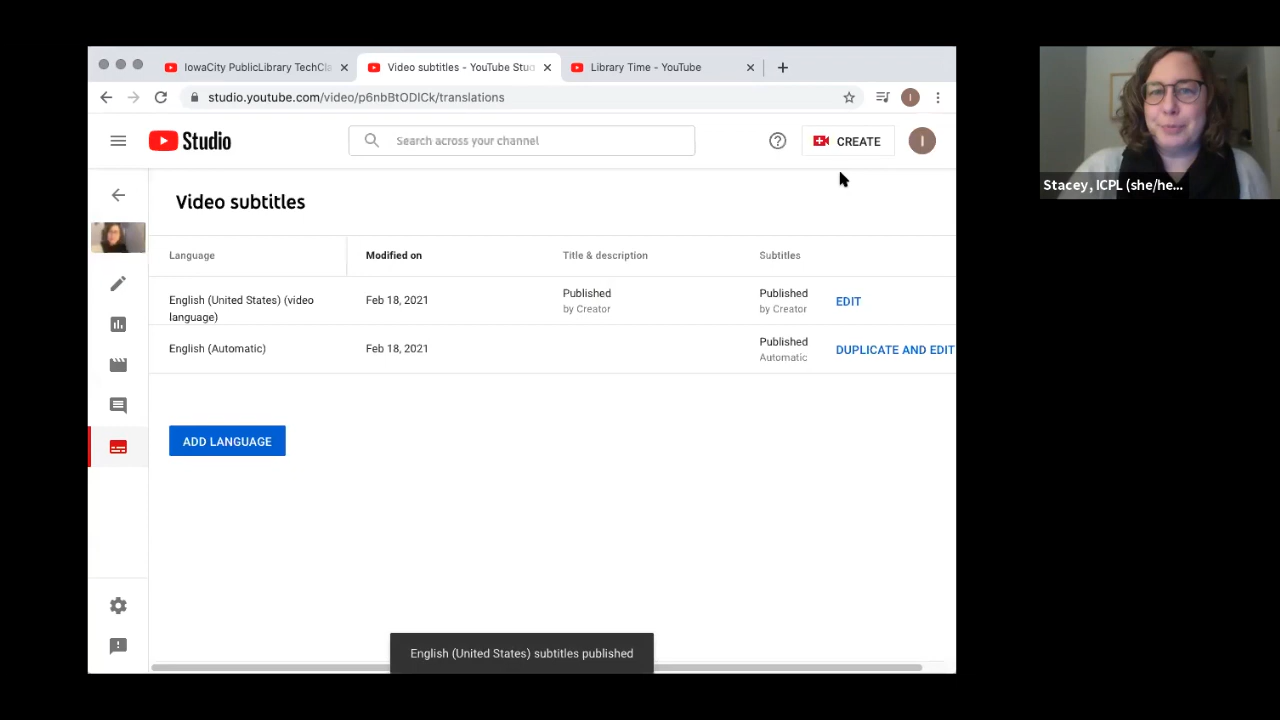 IowaCity PublicLibrary TechCla
Video subtitles - YouTube Stud
Library Time - YouTube
studio.youtube.com/video/p6nbBtODlCk/translations
I
Studio
Search across your channel
CREATE
I
Video subtitles
Language
Modified on
Title & description
Subtitles
English (United States) (video
language)
Feb 18, 2021
Published
by Creator
Published
by Creator
EDIT
English (Automatic)
Feb 18, 2021
Published
Automatic
DUPLICATE AND EDIT
ADD LANGUAGE
English (United States) subtitles published
Stacey, ICPL (she/he...